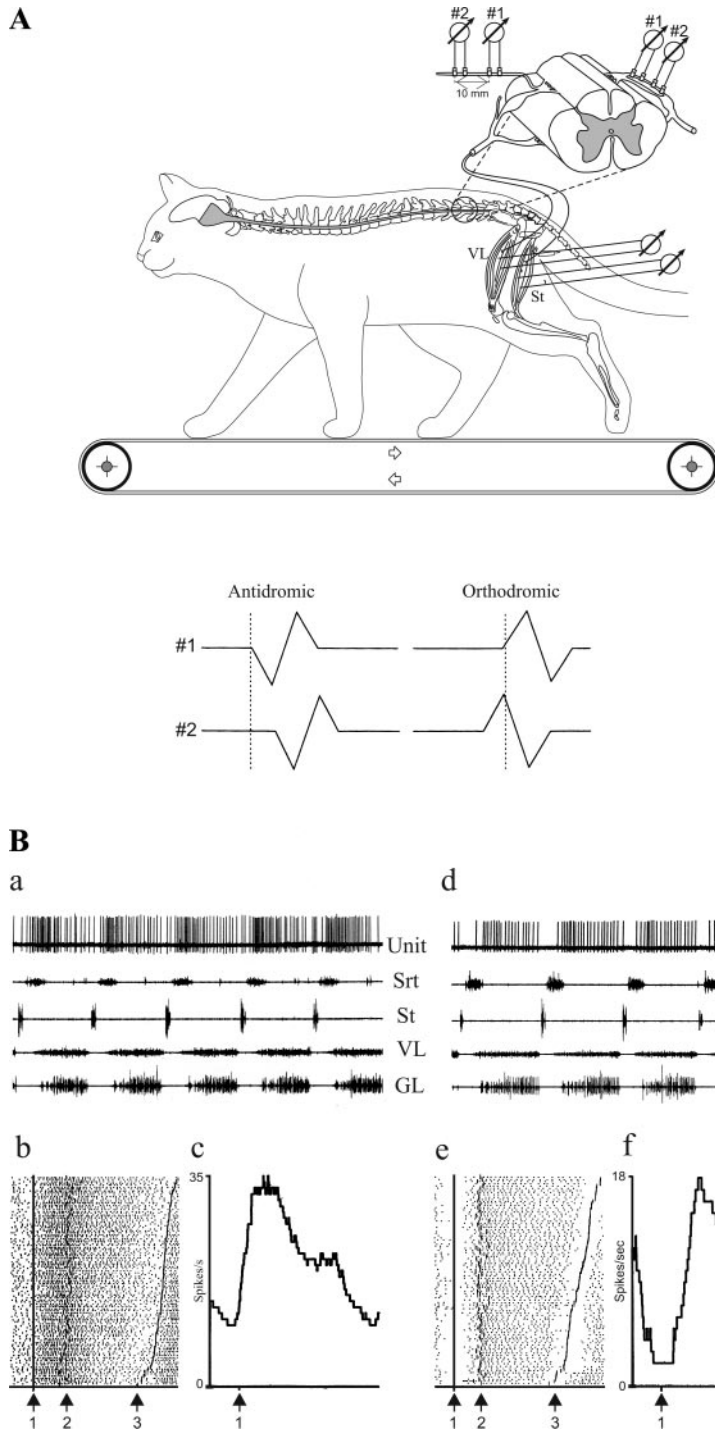 A
#2 #1
#1
#2
10 mm
VL
St
Antidromic
Orthodromic
#1
#2
B
a
d
Unit
Srt
St
VL
GL
b
c
e
f
35
Spikes/s
0
18
Spikes/sec
0
1 2 3
1
1 2 3
1